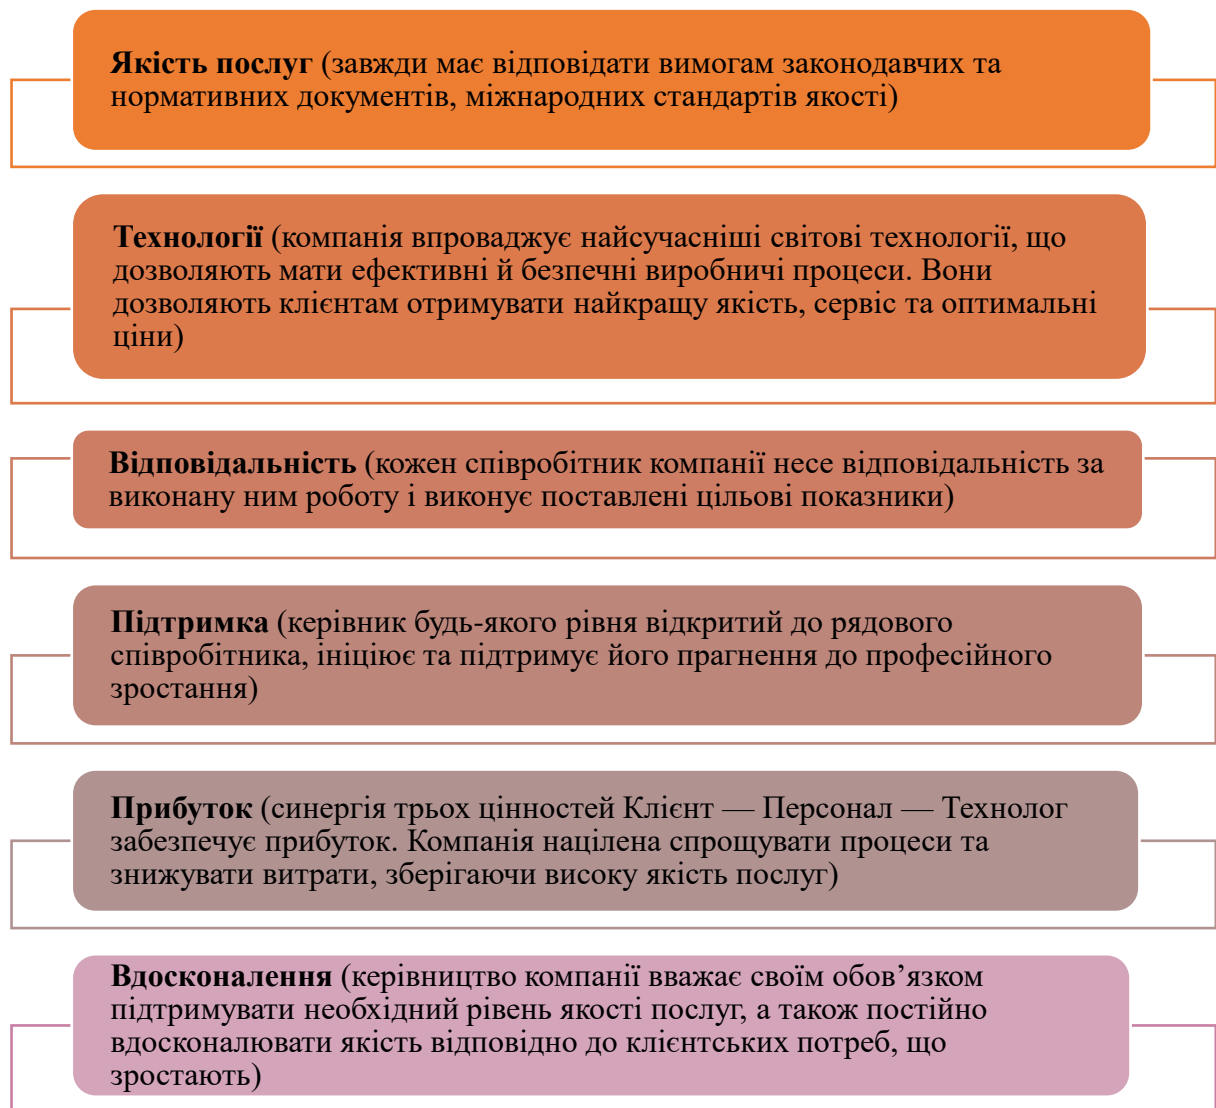 Якість послуг (завжди має відповідати вимогам законодавчих та
нормативних документів, міжнародних стандартів якості)
Технології (компанія впроваджує найсучасніші світові технології, що
дозволяють мати ефективні й безпечні виробничі процеси. Вони
дозволяють клієнтам отримувати найкращу якість, сервіс та оптимальні
ціни)
Відповідальність (кожен співробітник компанії несе відповідальність за
виконану ним роботу і виконує поставлені цільові показники)
Підтримка (керівник будь-якого рівня відкритий до рядового
співробітника, ініціює та підтримує його прагнення до професійного
зростання)
Прибуток (синергія трьох цінностей Клієнт — Персонал — Технолог
забезпечує прибуток. Компанія націлена спрощувати процеси та
знижувати витрати, зберігаючи високу якість послуг)
Вдосконалення (керівництво компанії вважає своїм обов’язком
підтримувати необхідний рівень якості послуг, а також постійно
вдосконалювати якість відповідно до клієнтських потреб, що
зростають)